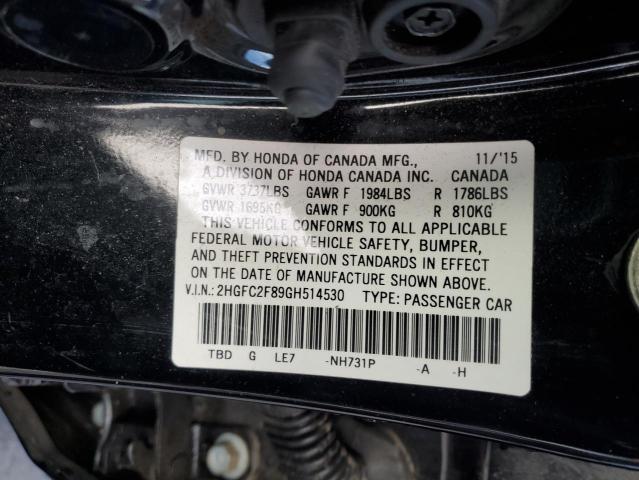 MFD. BY HONDA OF CANADA MFG., 11/'15
A DIVISION OF HONDA CANADA INC. CANADA
GVWR 3737LBS GAWR F 1984LBS R 1786LBS
GVWR 1695KG GAWR F 900KG R 810KG
THIS VEHICLE CONFORMS TO ALL APPLICABLE
FEDERAL MOTOR VEHICLE SAFETY, BUMPER,
AND THEFT PREVENTION STANDARDS IN EFFECT
ON THE DATE OF MANUFACTURE SHOWN ABOVE.
V.I.N.: 2HGFC2F89GH514530 TYPE: PASSENGER CAR
TBD G LE7 -NH731P -A -H